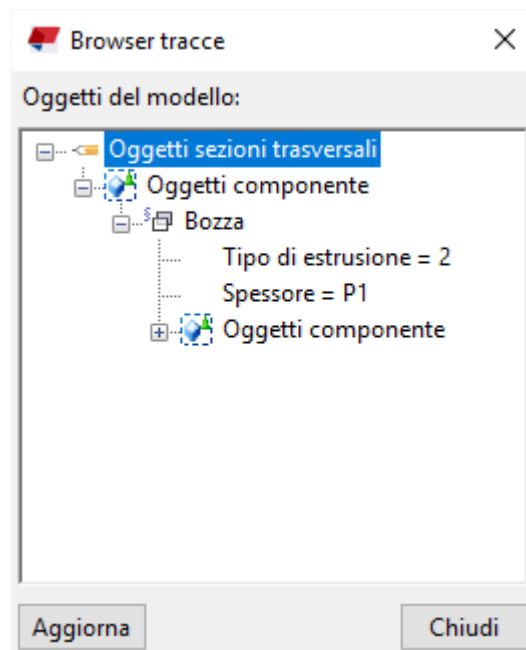 Browser tracce
Oggetti del modello:
Oggetti sezioni trasversali
Oggetti componente
Bozza
Tipo di estrusione = 2
Spessore = P1
Oggetti componente
Aggiorna
Chiudi